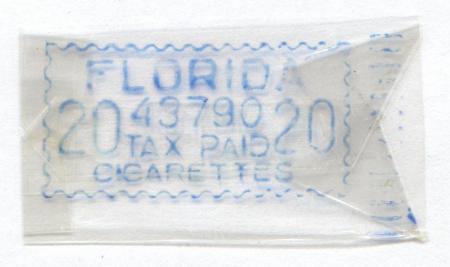 FLORIDA
20 43790 20
TAX PAID
CIGARETTES